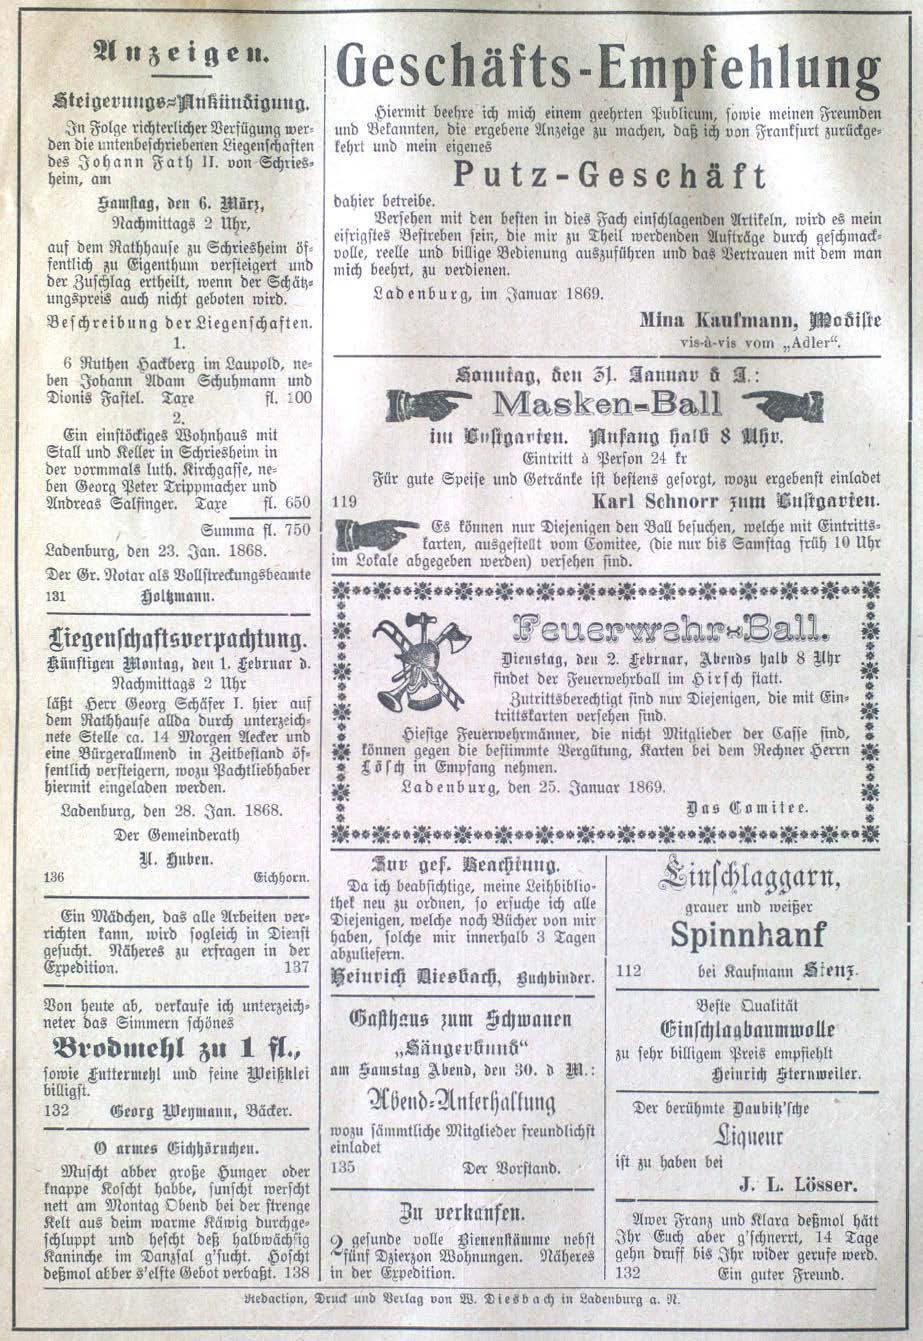 Anzeigen.
Steigerungs-Ankündigung.
In Folge richterlicher Verfügung wer-
den die untenbeschriebenen Liegenschaften
des Johann Fath II. von Schries-
heim, am
Samstag, den 6. März,
Nachmittags 2 Uhr,
auf dem Rathhause zu Schriesheim öf-
fentlich zu Eigenthum versteigert und
der Zuschlag ertheilt, wenn der Schätz-
ungspreis auch nicht geboten wird.
Beschreibung der Liegenschaften.
1.
6 Ruthen Hackberg im Laupold, ne-
ben Johann Adam Schuhmann und
Dionis Fastel. Taxe fl. 100
2.
Ein einstöckiges Wohnhaus mit
Stall und Keller in Schriesheim in
der vormmals luth. Kirchgasse, ne-
ben Georg Peter Trippmacher und
Andreas Salfinger. Taxe fl. 650
Summa fl. 750
Ladenburg, den 23. Jan. 1868.
Der Gr. Notar als Vollstreckungsbeamte
131 Holtzmann.
Liegenschaftsverpachtung.
Künftigen Montag, den 1. Februar d.
Nachmittags 2 Uhr
läßt Herr Georg Schäfer I. hier auf
dem Rathhause allda durch unterzeich-
nete Stelle ca. 14 Morgen Aecker und
eine Bürgerallmend in Zeitbestand öf-
fentlich versteigern, wozu Pachtliebhaber
hiermit eingeladen werden.
Ladenburg, den 28. Jan. 1868.
Der Gemeinderath
A. Huben.
136 Eichhorn.
Ein Mädchen, das alle Arbeiten ver-
richten kann, wird sogleich in Dienst
gesucht. Näheres zu erfragen in der
Expedition. 137
Von heute ab, verkaufe ich unterzeich-
neter das Simmern schönes
Brodmehl zu 1 fl.,
sowie Futtermehl und feine Weißklei
billigst.
132 Georg Weymann, Bäcker.
O armes Eichhörnchen.
Muscht abber große Hunger oder
knappe Koscht habbe, sunscht werscht
nett am Montag Obend bei der strenge
Kelt aus deim warme Käwig durchge-
schluppt und hescht deß halbwächsig
Kaninche im Danzsal g'sucht. Hoscht
deßmol abber s'elfte Gebot verbaßt. 138
Geschäfts-Empfehlung
Hiermit beehre ich mich einem geehrten Publicum, sowie meinen Freunden
und Bekannten, die ergebene Anzeige zu machen, daß ich von Frankfurt zurückge-
kehrt und mein eigenes
Putz-Geschäft
dahier betreibe.
Versehen mit den besten in dies Fach einschlagenden Artikeln, wird es mein
eifrigstes Bestreben sein, die mir zu Theil werdenden Aufträge durch geschmack-
volle, reelle und billige Bedienung auszuführen und das Vertrauen mit dem man
mich beehrt, zu verdienen.
Ladenburg, im Januar 1869.
Mina Kaufmann, Modiste
vis-à-vis vom „Adler“.
Sonntag, den 31. Januar d J.:
Masken-Ball
im Lustgarten. Anfang halb 8 Uhr.
Eintritt à Person 24 kr
Für gute Speise und Getränke ist bestens gesorgt, wozu ergebenst einladet
119 Karl Schnorr zum Lustgarten.
Es können nur Diejenigen den Ball besuchen, welche mit Eintritts-
karten, ausgestellt vom Comitee, (die nur bis Samstag früh 10 Uhr
im Lokale abgegeben werden) versehen sind.
Feuerwehr-Ball.
Dienstag, den 2. Februar, Abends halb 8 Uhr
findet der Feuerwehrball im Hirsch statt.
Zutrittsberechtigt sind nur Diejenigen, die mit Ein-
trittskarten versehen sind.
Hiesige Feuerwehrmänner, die nicht Mitglieder der Casse sind,
können gegen die bestimmte Vergütung, Karten bei dem Rechner Herrn
Lösch in Empfang nehmen.
Ladenburg, den 25. Januar 1869.
Das Comitee.
Zur gef. Beachtung.
Da ich beabsichtige, meine Leihbiblio-
thek neu zu ordnen, so ersuche ich alle
Diejenigen, welche noch Bücher von mir
haben, solche mir innerhalb 3 Tagen
abzuliefern.
Heinrich Diesbach, Buchbinder.
Gasthaus zum Schwanen
„Sängerbund“
am Samstag Abend, den 30. d M.:
Abend-Unterhaltung
wozu sämmtliche Mitglieder freundlichst
einladet
135 Der Vorstand.
Zu verkaufen.
2 gesunde volle Bienenstämme nebst
fünf Dzierzon Wohnungen. Näheres
in der Expedition.
Einschlaggarn,
grauer und weißer
Spinnhanf
112 bei Kaufmann Stenz.
Beste Qualität
Einschlagbaumwolle
zu sehr billigem Preis empfiehlt
Heinrich Sternweiler.
Der berühmte Daubitz'sche
Liqueur
ist zu haben bei
J. L. Lösser.
Awer Franz und Klara deßmol hätt
Ihr Euch aber g'schnerrt, 14 Tage
gehn druff bis Ihr wider gerufe werd.
132 Ein guter Freund.
Redaction, Druck und Verlag von W. Diesbach in Ladenburg a. N.